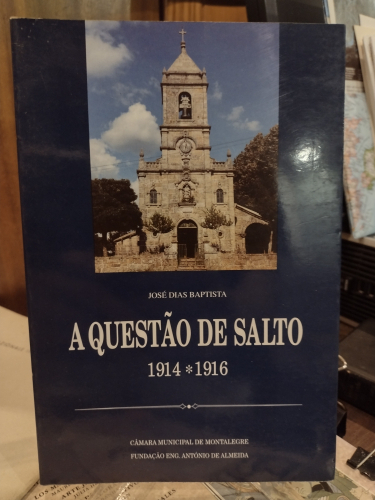 JOSÉ DIAS BAPTISTA
A QUESTÃO DE SALTO
1914 * 1916
CÂMARA MUNICIPAL DE MONTALEGRE
FUNDAÇÃO ENG. ANTÓNIO DE ALMEIDA